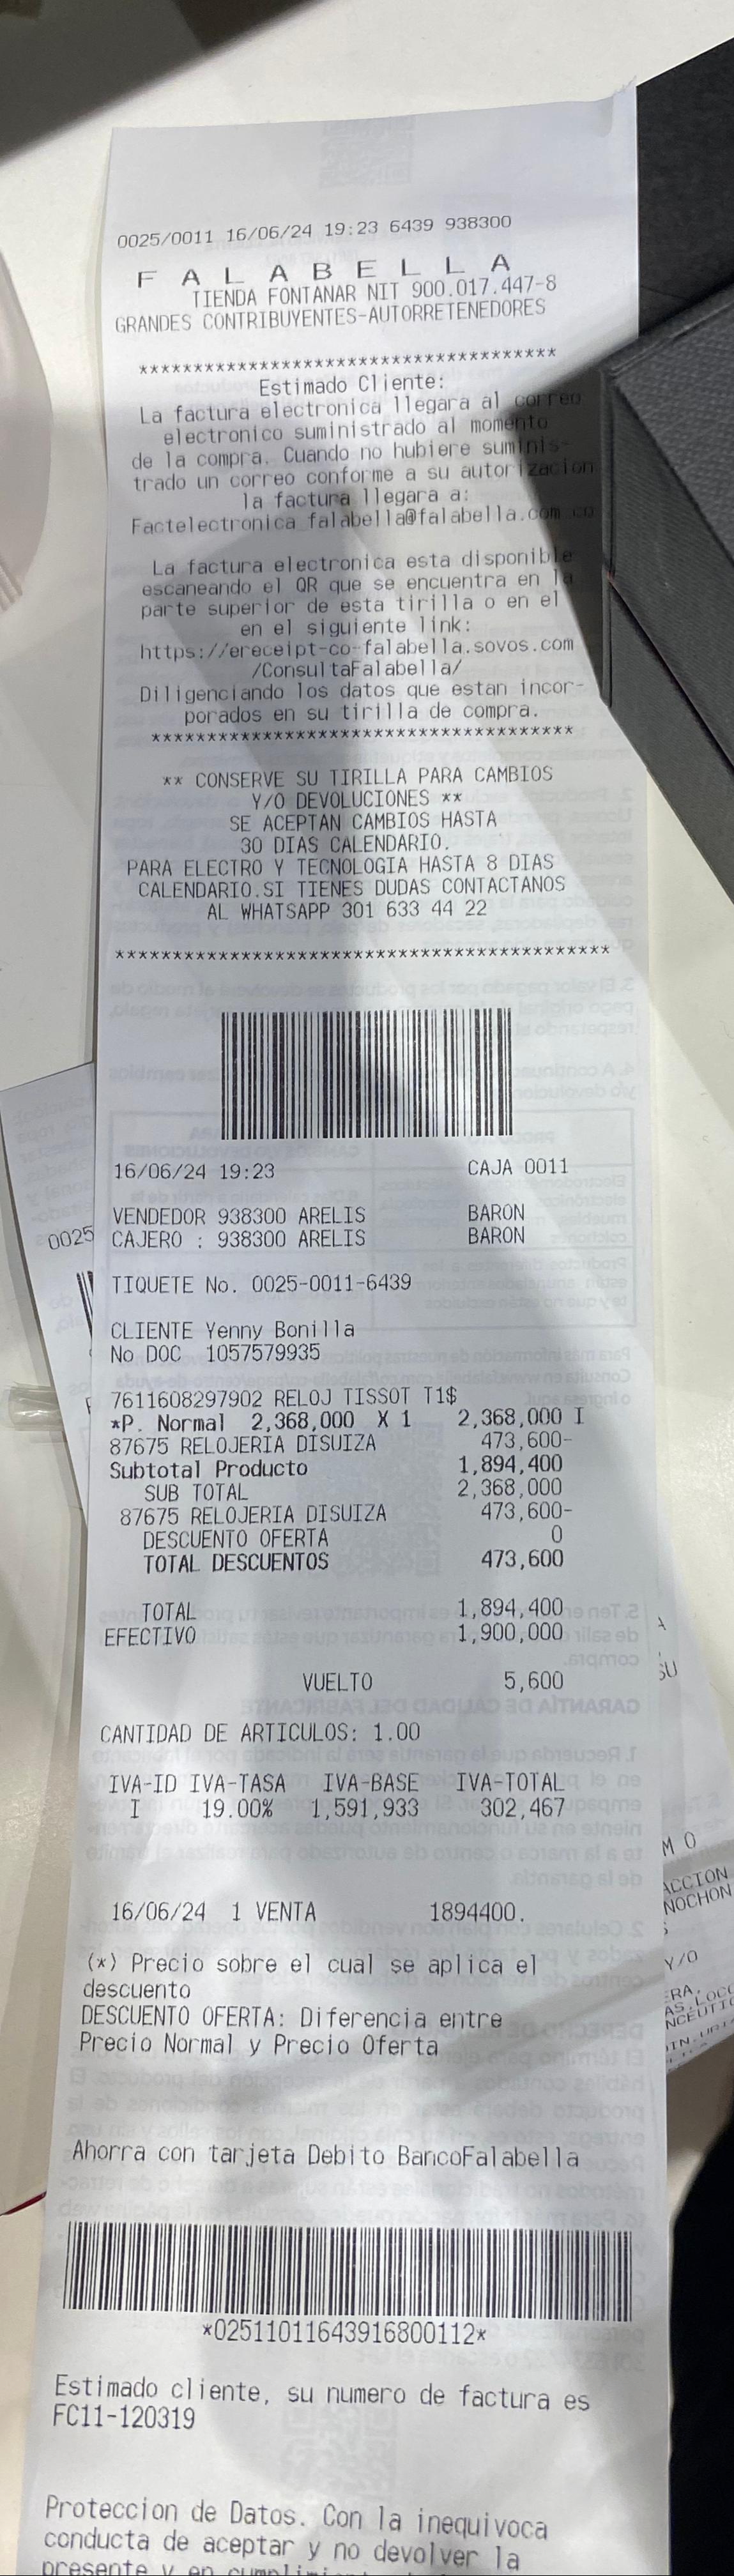 0025/0011 16/06/24 19:23 6439 938300
F A L A B E L L A
TIENDA FONTANAR NIT 900.017.447-8
GRANDES CONTRIBUYENTES-AUTORRETENEDORES
**************************************
Estimado Cliente:
La factura electronica llegara al correo
electronico suministrado al momento
de la compra. Cuando no hubiere suminis-
trado un correo conforme a su autorizacion
la factura llegara a:
Factelectronica_falabella@falabella.com.co
La factura electronica esta disponible
escaneando el QR que se encuentra en la
parte superior de esta tirilla o en el
en el siguiente link:
https://ereceipt-co-falabella.sovos.com
/ConsultaFalabella/
Diligenciando los datos que estan incor-
porados en su tirilla de compra.
**************************************
** CONSERVE SU TIRILLA PARA CAMBIOS
Y/O DEVOLUCIONES **
SE ACEPTAN CAMBIOS HASTA
30 DIAS CALENDARIO.
PARA ELECTRO Y TECNOLOGIA HASTA 8 DIAS
CALENDARIO.SI TIENES DUDAS CONTACTANOS
AL WHATSAPP 301 633 44 22
********************************************
16/06/24 19:23 CAJA 0011
VENDEDOR 938300 ARELIS BARON
CAJERO : 938300 ARELIS BARON
TIQUETE No. 0025-0011-6439
CLIENTE Yenny Bonilla
No DOC 1057579935
7611608297902 RELOJ TISSOT T1$
*P. Normal 2,368,000 X 1 2,368,000 I
87675 RELOJERIA DISUIZA 473,600-
Subtotal Producto 1,894,400
SUB TOTAL 2,368,000
87675 RELOJERIA DISUIZA 473,600-
DESCUENTO OFERTA 0
TOTAL DESCUENTOS 473,600
TOTAL 1,894,400
EFECTIVO 1,900,000
VUELTO 5,600
CANTIDAD DE ARTICULOS: 1.00
IVA-ID IVA-TASA IVA-BASE IVA-TOTAL
I 19.00% 1,591,933 302,467
16/06/24 1 VENTA 1894400.
(*) Precio sobre el cual se aplica el
descuento
DESCUENTO OFERTA: Diferencia entre
Precio Normal y Precio Oferta
Ahorra con tarjeta Debito BancoFalabella
*02511011643916800112*
Estimado cliente, su numero de factura es
FC11-120319
Proteccion de Datos. Con la inequivoca
conducta de aceptar y no devolver la
presente y en
0025